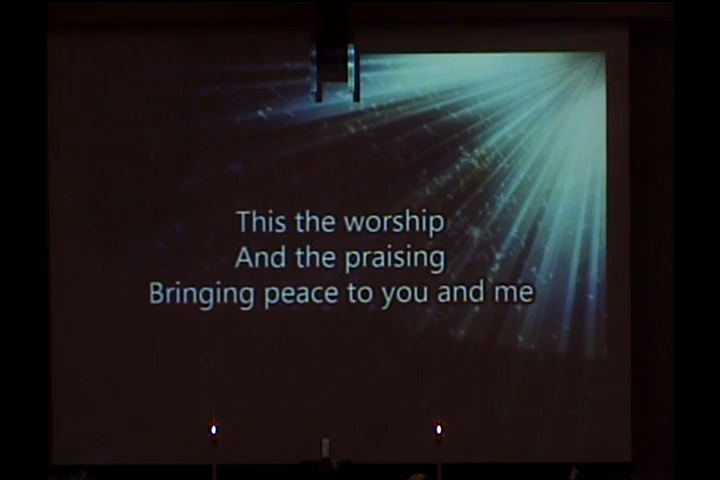 This the worship
And the praising
Bringing peace to you and me